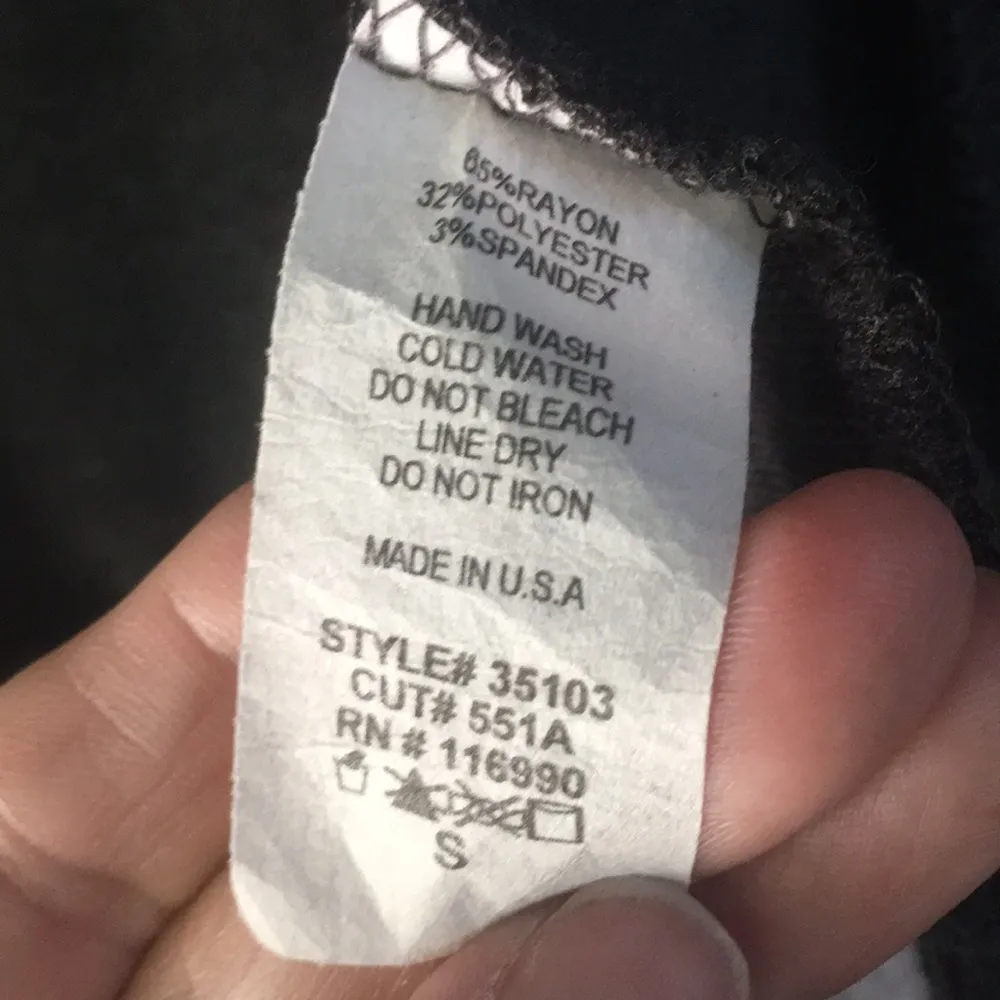 65%RAYON
32%POLYESTER
3%SPANDEX
HAND WASH
COLD WATER
DO NOT BLEACH
LINE DRY
DO NOT IRON
MADE IN U.S.A
STYLE# 35103
CUT# 551A
RN # 116990
S